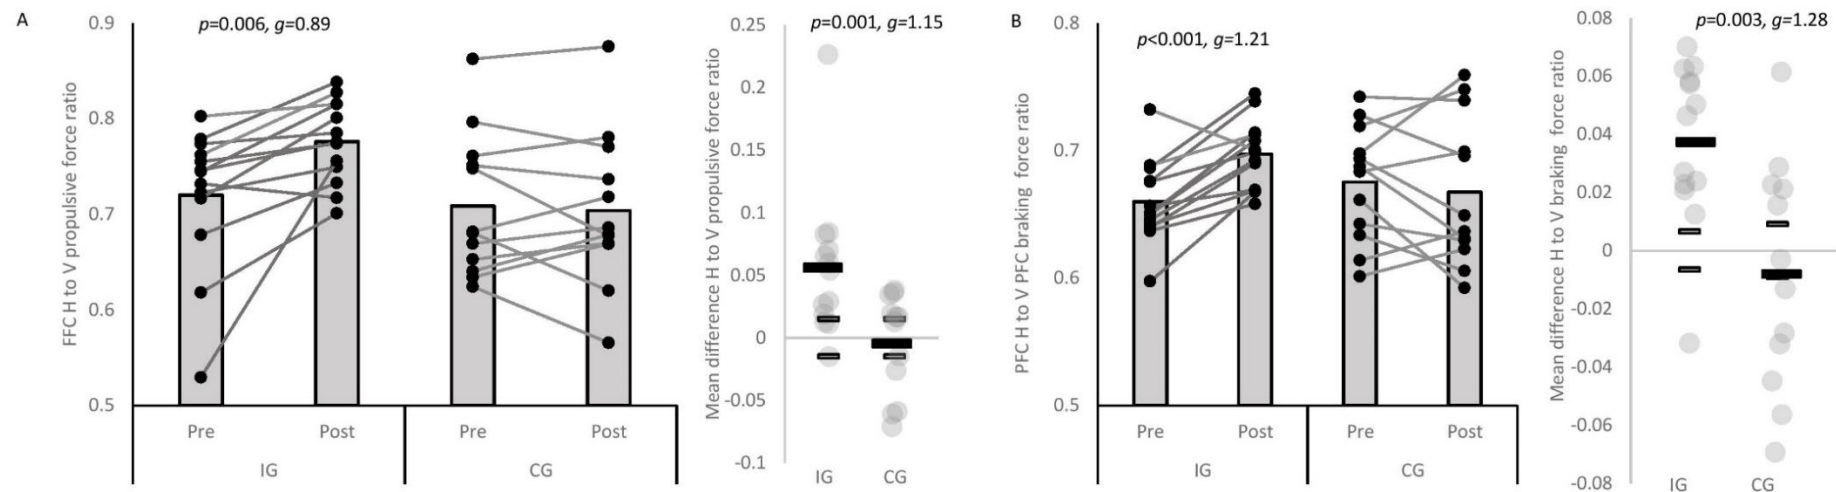 A
FFC H to V propulsive force ratio
0.9
0.8
0.7
0.6
0.5
p=0.006, g=0.89
Pre
Post
Pre
Post
IG
CG
Mean difference H to V propulsive force ratio
0.25
0.2
0.15
0.1
0.05
0
-0.05
-0.1
p=0.001, g=1.15
IG
CG
B
PFC H to V PFC braking force ratio
0.8
0.7
0.6
0.5
p<0.001, g=1.21
Pre
Post
Pre
Post
IG
CG
Mean difference H to V braking force ratio
0.08
0.06
0.04
0.02
0
-0.02
-0.04
-0.06
-0.08
p=0.003, g=1.28
IG
CG